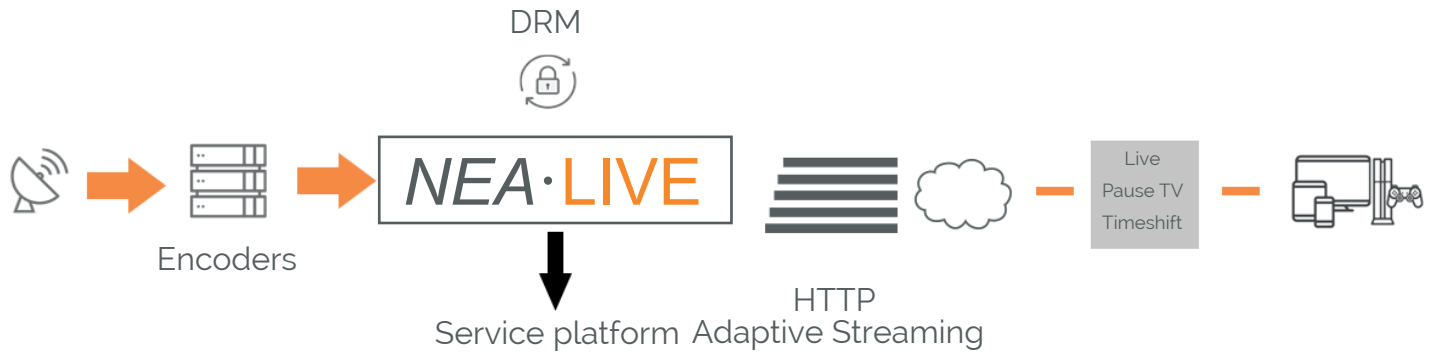 DRM
NEA·LIVE
Encoders
Live
Pause TV
Timeshift
HTTP
Service platform
Adaptive Streaming